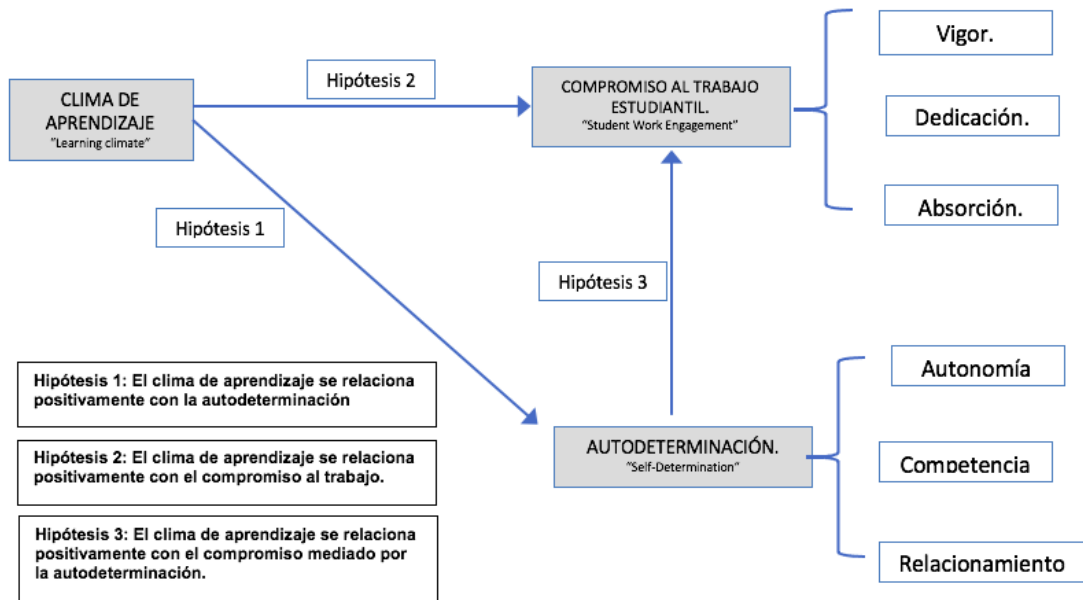 Vigor.
Hipótesis 2
CLIMA DE
APRENDIZAJE
"Learning climate"
COMPROMISO AL TRABAJO
ESTUDIANTIL.
"Student Work Engagement"
Dedicación.
Absorción.
Hipótesis 1
Hipótesis 3
Hipótesis 1: El clima de aprendizaje se relaciona
positivamente con la autodeterminación
Hipótesis 2: El clima de aprendizaje se relaciona
positivamente con el compromiso al trabajo.
Hipótesis 3: El clima de aprendizaje se relaciona
positivamente con el compromiso mediado por
la autodeterminación.
AUTODETERMINACIÓN.
"Self-Determination"
Autonomía
Competencia
Relacionamiento